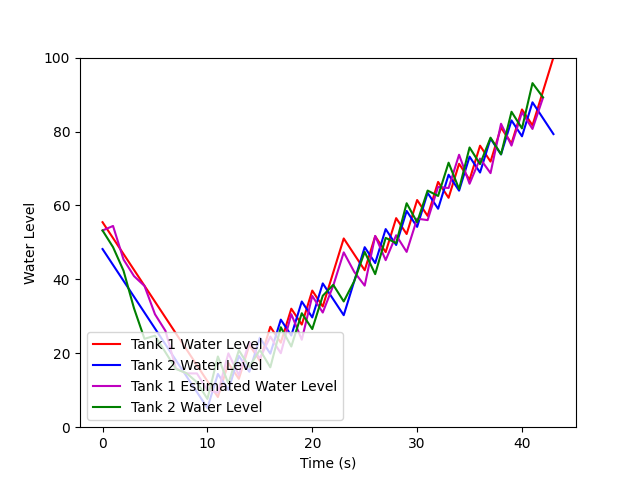 100
80
60
40
20
0
Water Level
Tank 1 Water Level
Tank 2 Water Level
Tank 1 Estimated Water Level
Tank 2 Water Level
0 10 20 30 40
Time (s)